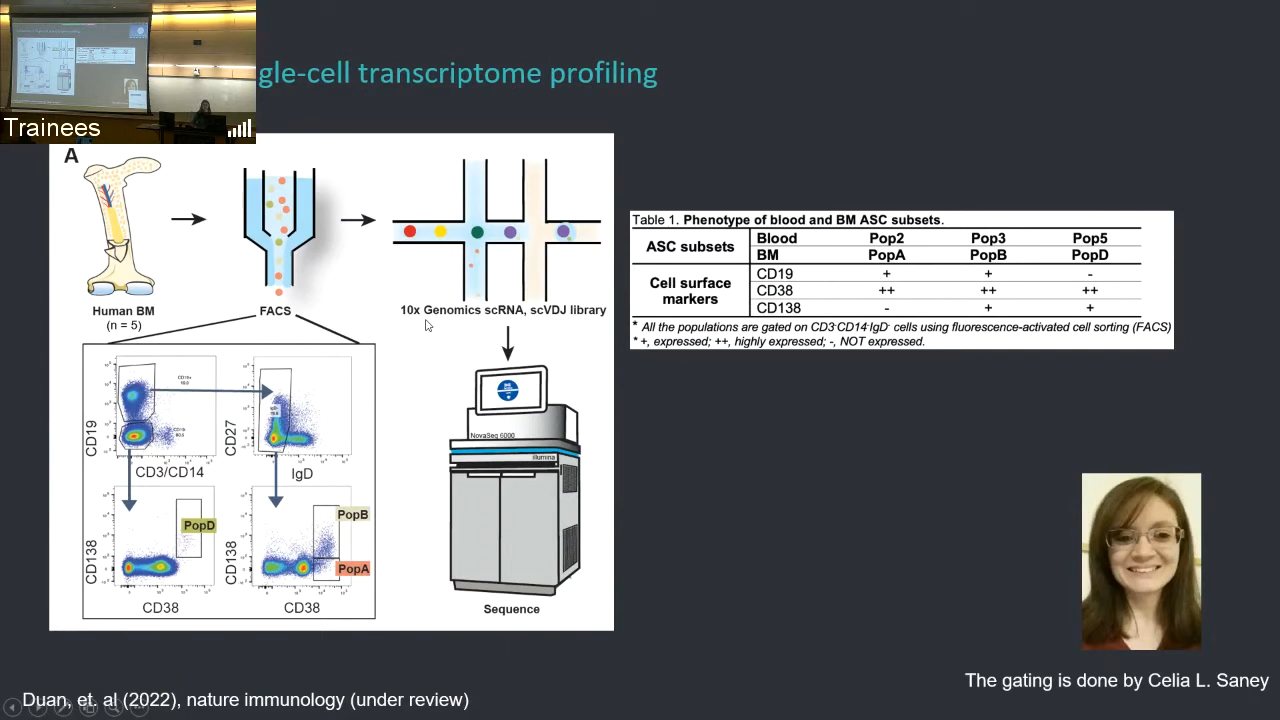 Trainees
gle-cell transcriptome profiling
A
Human BM
(n = 5)
FACS
10x Genomics scRNA, scVDJ library
CD19
CD3/CD14
CD27
IgD
CD138
CD38
PopD
CD138
CD38
PopB
PopA
NovaSeq 6000
illumina
Sequence
Table 1. Phenotype of blood and BM ASC subsets.
ASC subsets Blood Pop2 Pop3 Pop5
BM PopA PopB PopD
Cell surface markers CD19 + + -
CD38 ++ ++ ++
CD138 - + +
* All the populations are gated on CD3-CD14-IgD- cells using fluorescence-activated cell sorting (FACS)
* +, expressed; ++, highly expressed; -, NOT expressed.
The gating is done by Celia L. Saney
Duan, et. al (2022), nature immunology (under review)